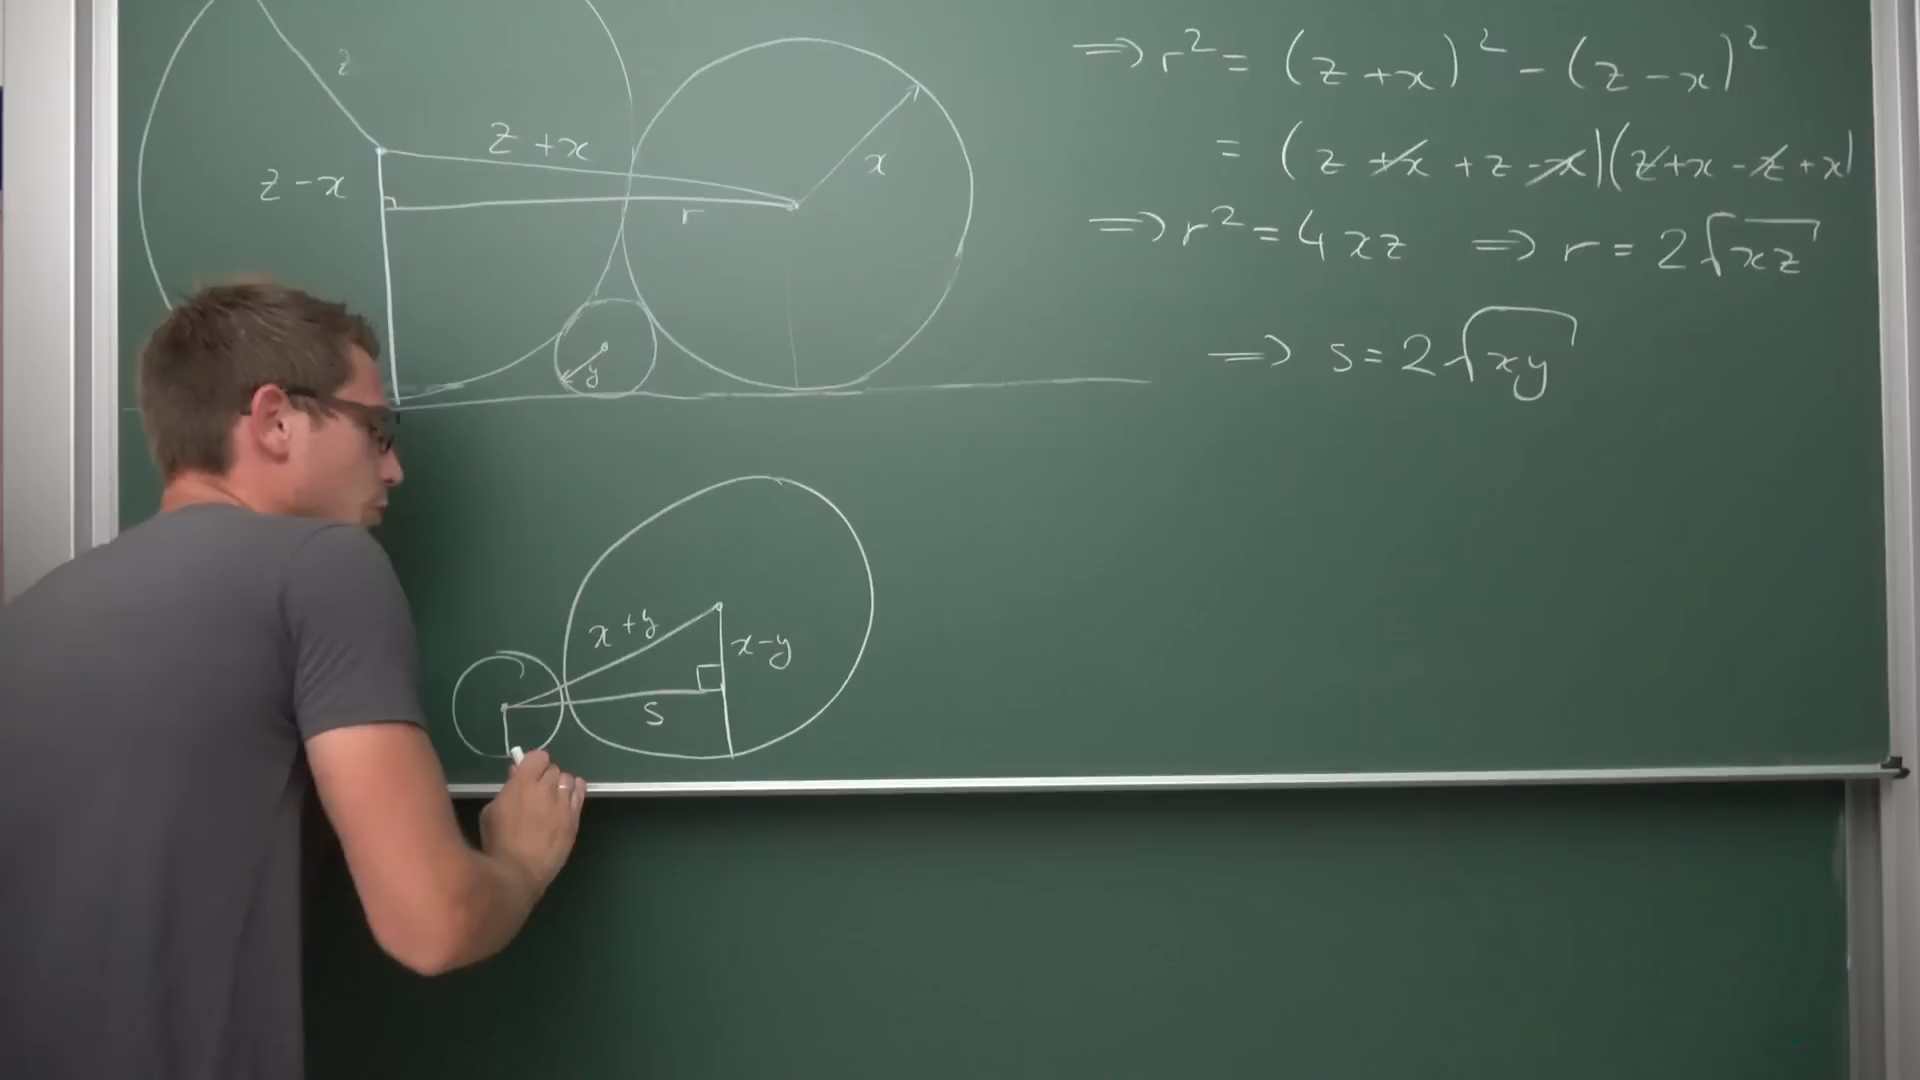 z
z + x
z - x
r
x
y
⇒ r² = (z + x)² - (z - x)²
= (z + x + z - x)(z + x - z + x)
⇒ r² = 4xz ⇒ r = 2√xz
⇒ s = 2√xy
x + y
x - y
s